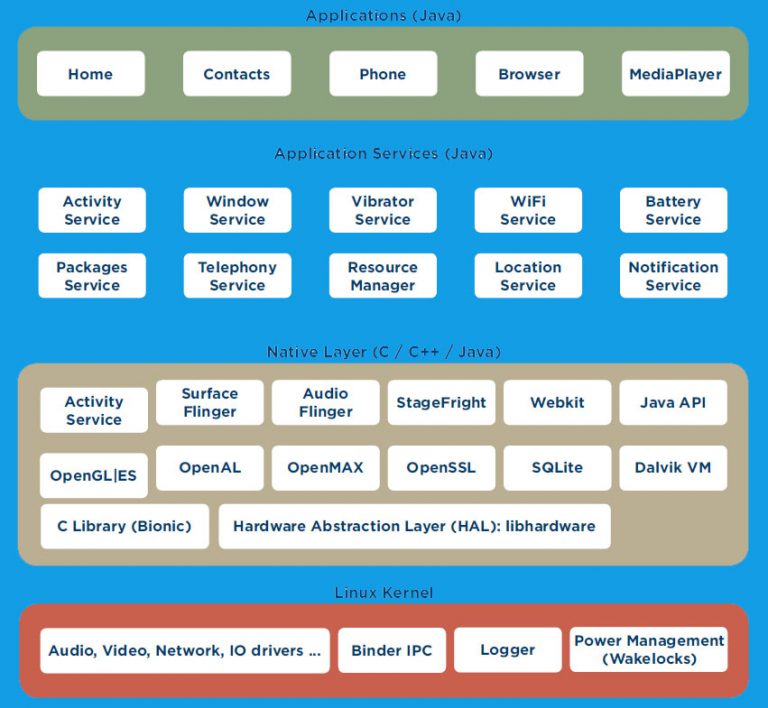 Applications (Java)
Home
Contacts
Phone
Browser
MediaPlayer
Application Services (Java)
Activity
Service
Window
Service
Vibrator
Service
WiFi
Service
Battery
Service
Packages
Service
Telephony
Service
Resource
Manager
Location
Service
Notification
Service
Native Layer (C / C++ / Java)
Activity
Service
Surface
Flinger
Audio
Flinger
StageFright
Webkit
Java API
OpenGL|ES
OpenAL
OpenMAX
OpenSSL
SQLite
Dalvik VM
C Library (Bionic)
Hardware Abstraction Layer (HAL): libhardware
Linux Kernel
Audio, Video, Network, IO drivers ...
Binder IPC
Logger
Power Management
(Wakelocks)